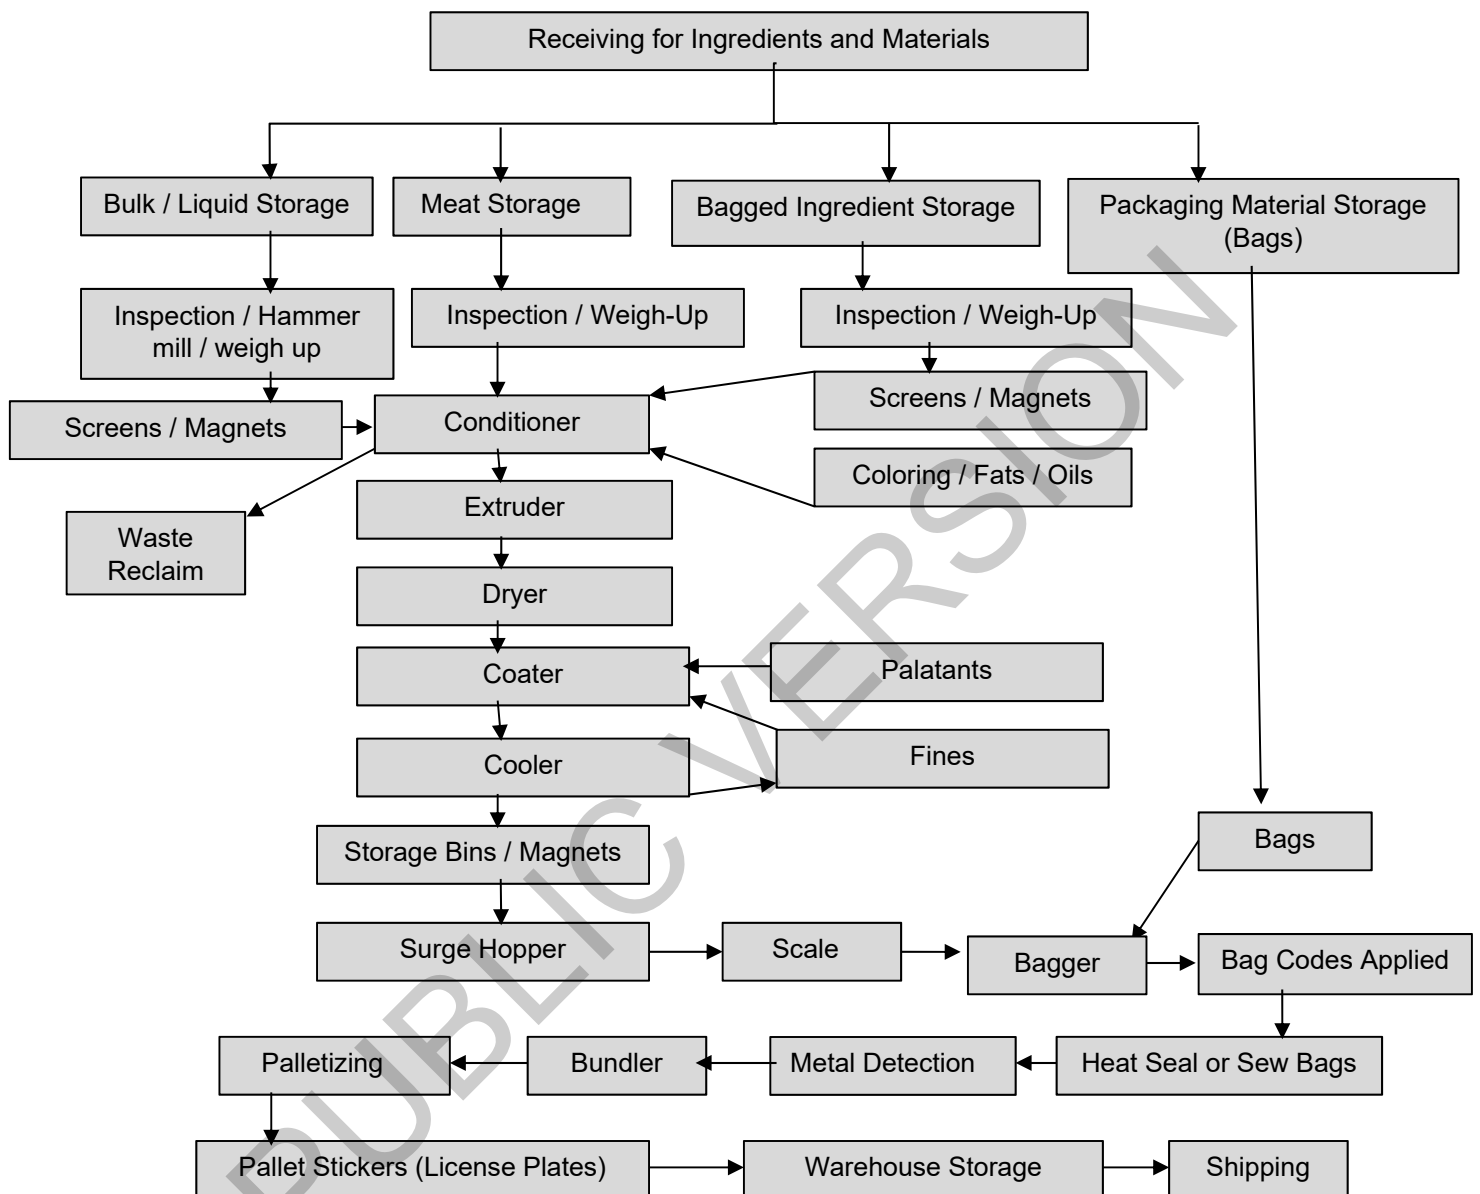 Receiving for Ingredients and Materials
Bulk / Liquid Storage
Meat Storage
Bagged Ingredient Storage
Packaging Material Storage
(Bags)
Inspection / Hammer
mill / weigh up
Inspection / Weigh-Up
Inspection / Weigh-Up
Screens / Magnets
Conditioner
Screens / Magnets
Coloring / Fats / Oils
Waste
Reclaim
Extruder
Dryer
Coater
Palatants
Cooler
Fines
Storage Bins / Magnets
Bags
Surge Hopper
Scale
Bagger
Bag Codes Applied
Palletizing
Bundler
Metal Detection
Heat Seal or Sew Bags
Pallet Stickers (License Plates)
Warehouse Storage
Shipping
PUBLIC VERSION